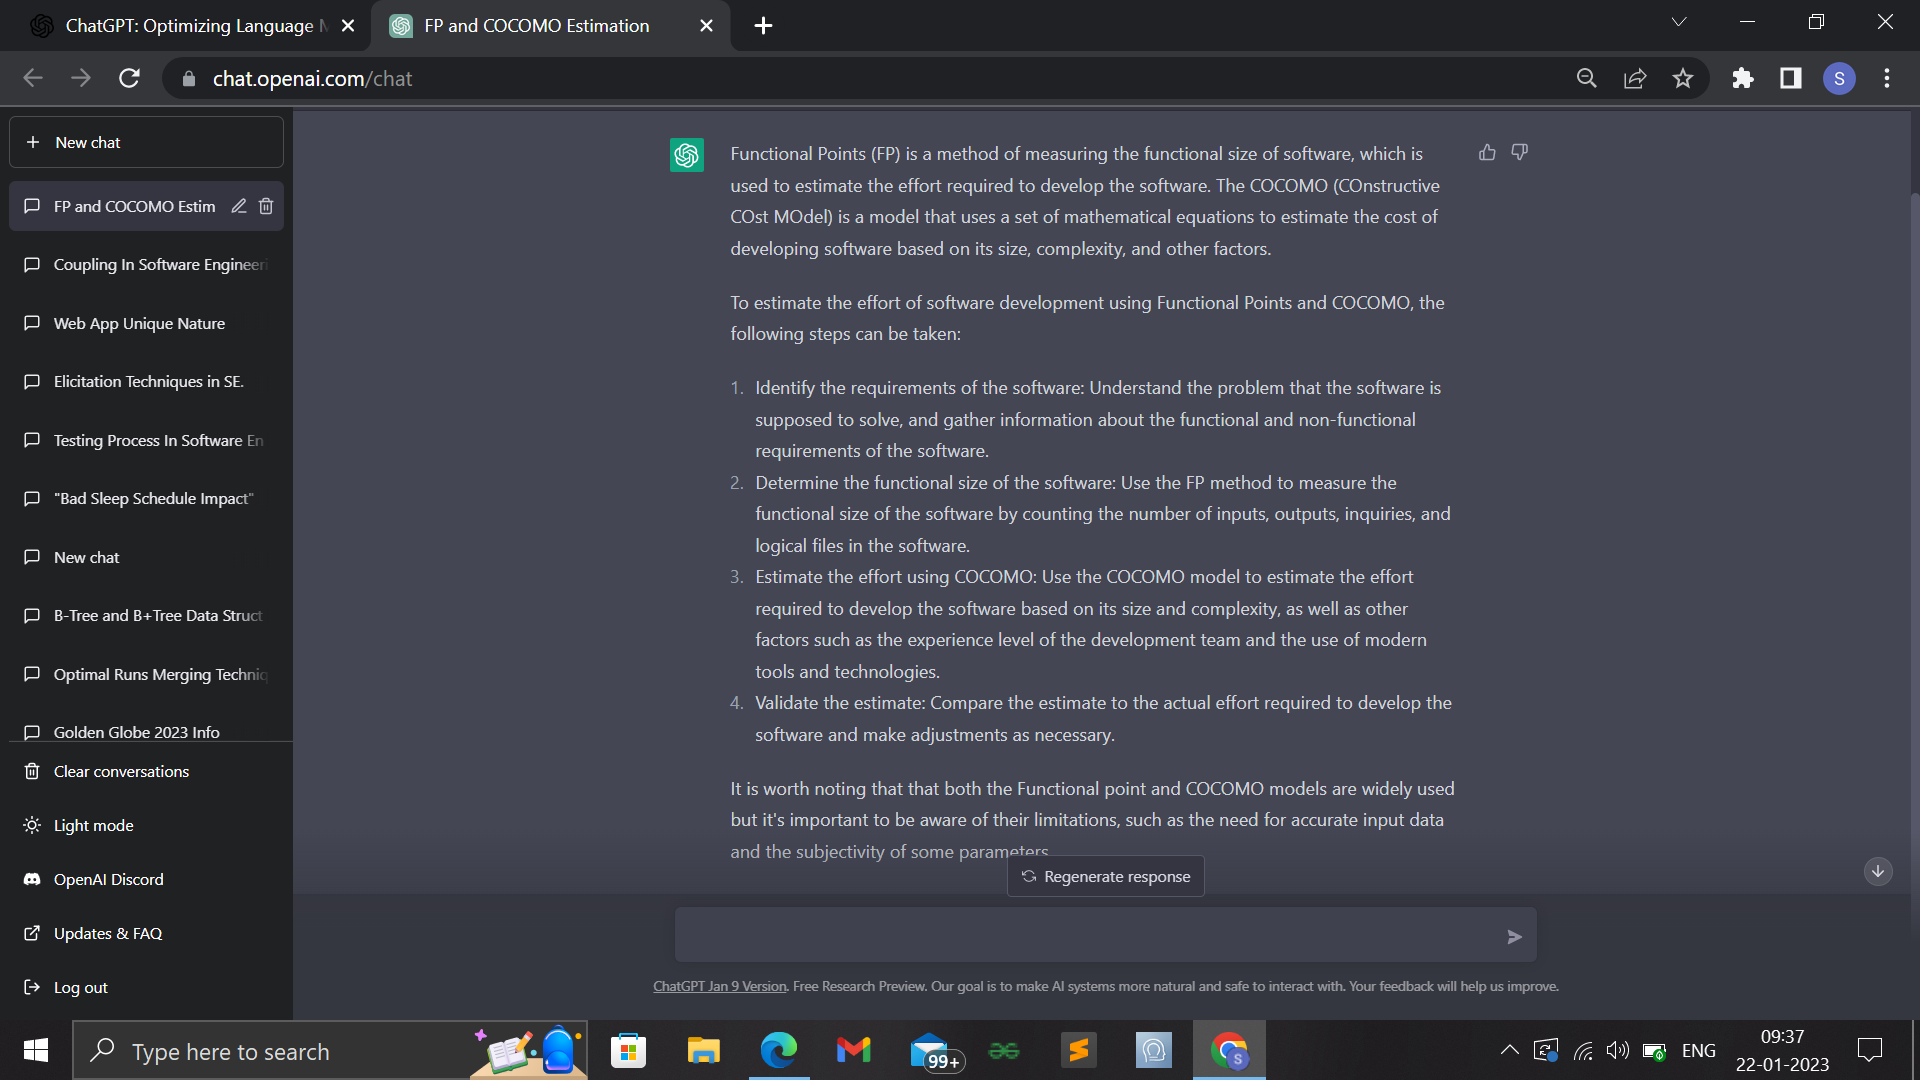 ChatGPT: Optimizing Language
FP and COCOMO Estimation
chat.openai.com/chat
S
New chat
FP and COCOMO Estim
Coupling In Software Engineeri
Web App Unique Nature
Elicitation Techniques in SE.
Testing Process In Software En
"Bad Sleep Schedule Impact"
New chat
B-Tree and B+Tree Data Struct
Optimal Runs Merging Techniq
Golden Globe 2023 Info
Clear conversations
Light mode
OpenAI Discord
Updates & FAQ
Log out
Functional Points (FP) is a method of measuring the functional size of software, which is
used to estimate the effort required to develop the software. The COCOMO (COnstructive
COst MOdel) is a model that uses a set of mathematical equations to estimate the cost of
developing software based on its size, complexity, and other factors.
To estimate the effort of software development using Functional Points and COCOMO, the
following steps can be taken:
1. Identify the requirements of the software: Understand the problem that the software is
supposed to solve, and gather information about the functional and non-functional
requirements of the software.
2. Determine the functional size of the software: Use the FP method to measure the
functional size of the software by counting the number of inputs, outputs, inquiries, and
logical files in the software.
3. Estimate the effort using COCOMO: Use the COCOMO model to estimate the effort
required to develop the software based on its size and complexity, as well as other
factors such as the experience level of the development team and the use of modern
tools and technologies.
4. Validate the estimate: Compare the estimate to the actual effort required to develop the
software and make adjustments as necessary.
It is worth noting that that both the Functional point and COCOMO models are widely used
but it's important to be aware of their limitations, such as the need for accurate input data
and the subjectivity of some parameters
Regenerate response
ChatGPT Jan 9 Version. Free Research Preview. Our goal is to make AI systems more natural and safe to interact with. Your feedback will help us improve.
Type here to search
99+
S
ENG
09:37
22-01-2023